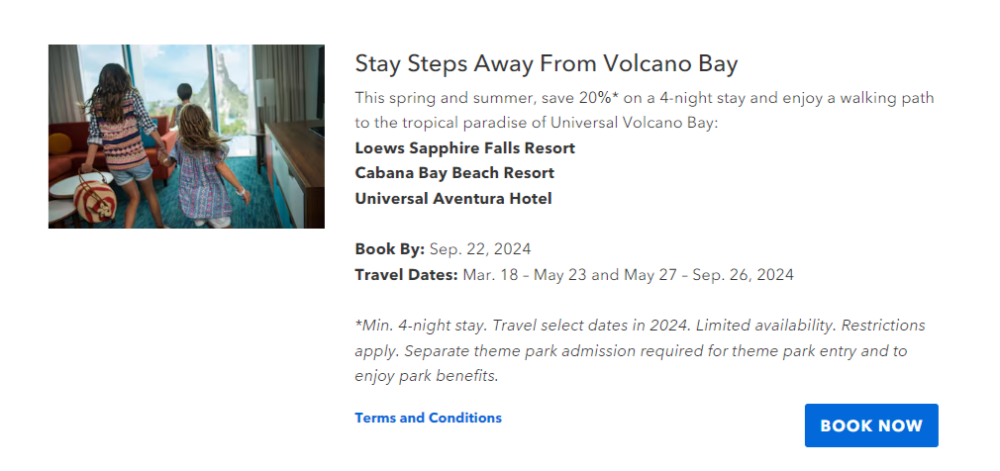 Stay Steps Away From Volcano Bay
This spring and summer, save 20%* on a 4-night stay and enjoy a walking path
to the tropical paradise of Universal Volcano Bay:
Loews Sapphire Falls Resort
Cabana Bay Beach Resort
Universal Aventura Hotel
Book By: Sep. 22, 2024
Travel Dates: Mar. 18 – May 23 and May 27 – Sep. 26, 2024
*Min. 4-night stay. Travel select dates in 2024. Limited availability. Restrictions
apply. Separate theme park admission required for theme park entry and to
enjoy park benefits.
Terms and Conditions
BOOK NOW